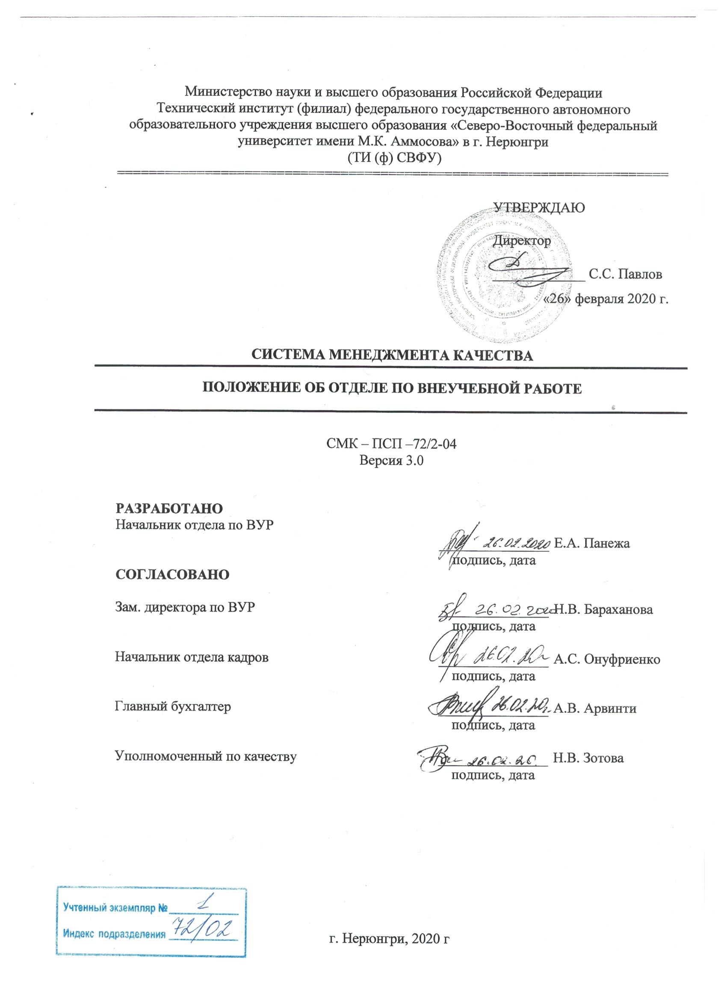 Министерство науки и высшего образования Российской Федерации
Технический институт (филиал) федерального государственного автономного
образовательного учреждения высшего образования «Северо-Восточный федеральный
университет имени М.К. Аммосова» в г. Нерюнгри
(ТИ (ф) СВФУ)
УТВЕРЖДАЮ
Директор
С.С. Павлов
«26» февраля 2020 г.
СИСТЕМА МЕНЕДЖМЕНТА КАЧЕСТВА
ПОЛОЖЕНИЕ ОБ ОТДЕЛЕ ПО ВНЕУЧЕБНОЙ РАБОТЕ
СМК – ПСП –72/2-04
Версия 3.0
РАЗРАБОТАНО
Начальник отдела по ВУР
26.02.2020 Е.А. Панежа
подпись, дата
СОГЛАСОВАНО
Зам. директора по ВУР 26.02.2020 Н.В. Бараханова
подпись, дата
Начальник отдела кадров 26.02.20г А.С. Онуфриенко
подпись, дата
Главный бухгалтер 26.02.20г. А.В. Арвинти
подпись, дата
Уполномоченный по качеству 26.02.20. Н.В. Зотова
подпись, дата
Учтенный экземпляр № 1
Индекс подразделения 72/02
г. Нерюнгри, 2020 г